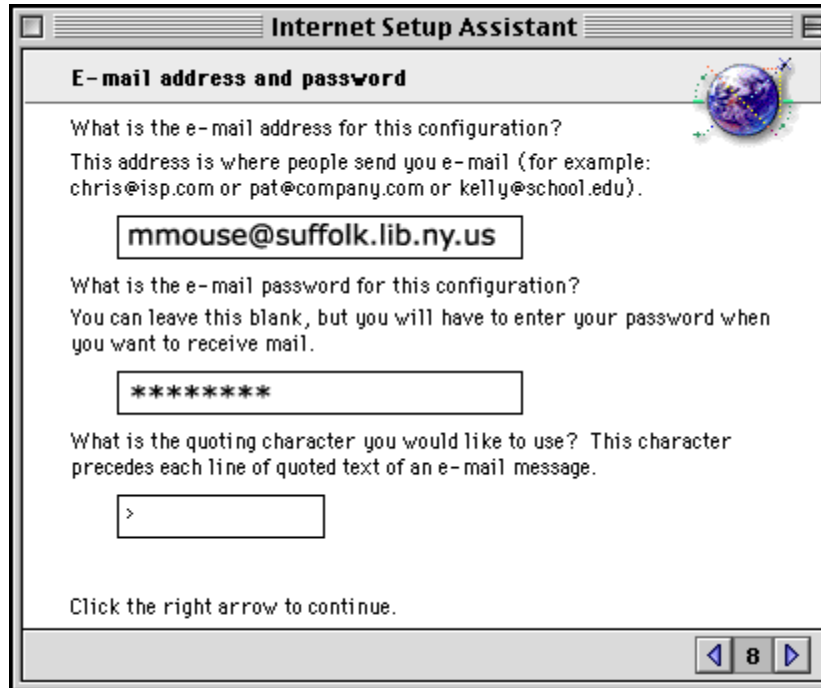 Internet Setup Assistant
E-mail address and password
What is the e-mail address for this configuration?
This address is where people send you e-mail (for example:
chris@isp.com or pat@company.com or kelly@school.edu).
mmouse@suffolk.lib.ny.us
What is the e-mail password for this configuration?
You can leave this blank, but you will have to enter your password when
you want to receive mail.
********
What is the quoting character you would like to use? This character
precedes each line of quoted text of an e-mail message.
>
Click the right arrow to continue.
8